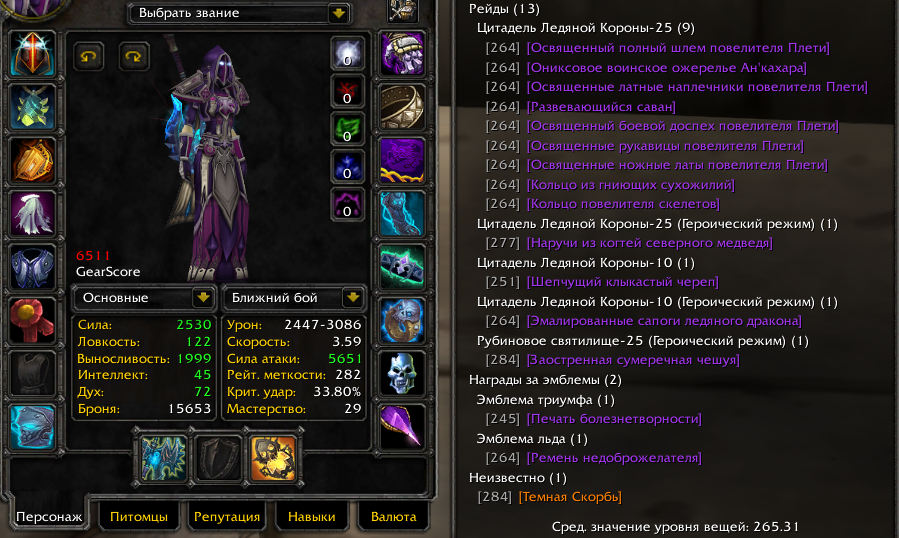 Выбрать звание
0
0
0
0
0
6511
GearScore
Основные
Ближний бой
Сила: 2530
Ловкость: 122
Выносливость: 1999
Интеллект: 45
Дух: 72
Броня: 15653
Урон: 2447-3086
Скорость: 3.59
Сила атаки: 5651
Рейт. меткости: 282
Крит. удар: 33.80%
Мастерство: 29
Персонаж
Питомцы
Репутация
Навыки
Валюта
Рейды (13)
Цитадель Ледяной Короны-25 (9)
[264] [Освященный полный шлем повелителя Плети]
[264] [Ониксовое воинское ожерелье Ан'кахара]
[264] [Освященные латные наплечники повелителя Плети]
[264] [Развевающийся саван]
[264] [Освященный боевой доспех повелителя Плети]
[264] [Освященные рукавицы повелителя Плети]
[264] [Освященные ножные латы повелителя Плети]
[264] [Кольцо из гниющих сухожилий]
[264] [Кольцо повелителя скелетов]
Цитадель Ледяной Короны-25 (Героический режим) (1)
[277] [Наручи из когтей северного медведя]
Цитадель Ледяной Короны-10 (1)
[251] [Шепчущий клыкастый череп]
Цитадель Ледяной Короны-10 (Героический режим) (1)
[264] [Эмалированные сапоги ледяного дракона]
Рубиновое святилище-25 (Героический режим) (1)
[284] [Заостренная сумеречная чешуя]
Награды за эмблемы (2)
Эмблема триумфа (1)
[245] [Печать болезнетворности]
Эмблема льда (1)
[264] [Ремень недоброжелателя]
Неизвестно (1)
[284] [Темная Скорбь]
Сред. значение уровня вещей: 265.31